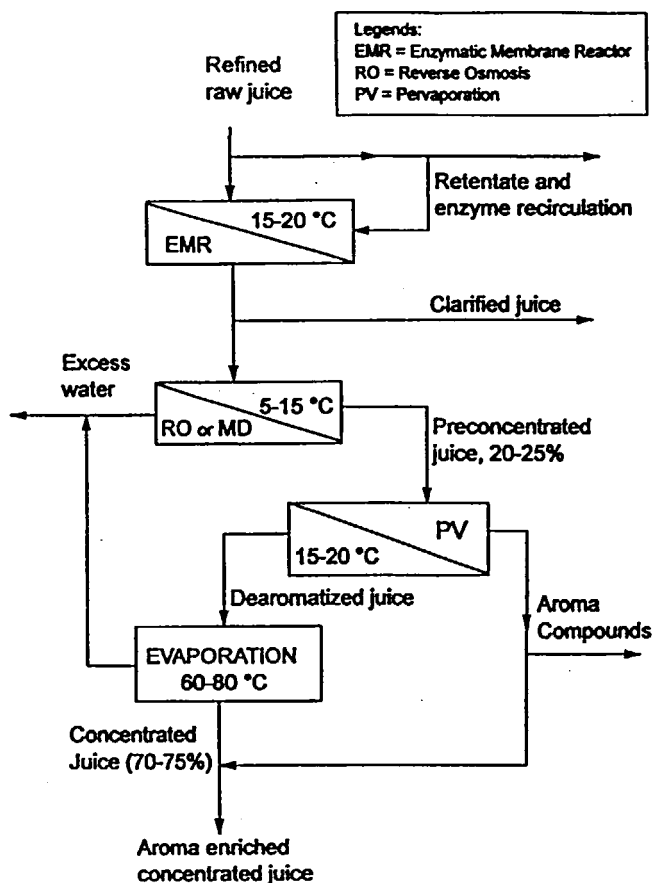 Legends:
EMR = Enzymatic Membrane Reactor
RO = Reverse Osmosis
PV = Pervaporation
Refined
raw juice
Retentate and
enzyme recirculation
15-20 °C
EMR
Clarified juice
Excess
water
5-15 °C
RO or MD
Preconcentrated
juice, 20-25%
PV
15-20 °C
Dearomatized juice
Aroma
Compounds
EVAPORATION
60-80 °C
Concentrated
Juice (70-75%)
Aroma enriched
concentrated juice